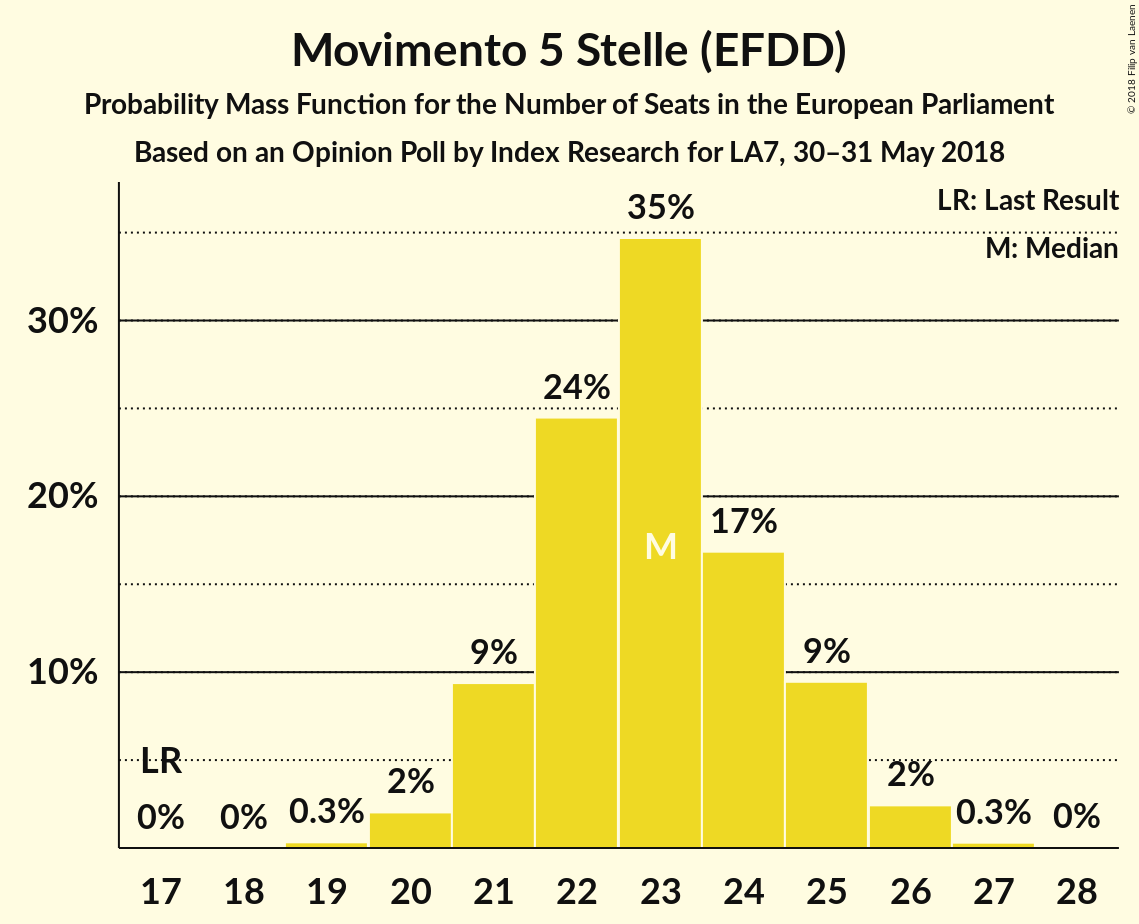 Movimento 5 Stelle (EFDD)
Probability Mass Function for the Number of Seats in the European Parliament
Based on an Opinion Poll by Index Research for LA7, 30–31 May 2018
© 2018 Filip van Laenen
LR: Last Result
M: Median
35%
30%
24%
20%
17%
M
10%
9%
9%
LR
2%
2%
0%
0%
0.3%
0.3%
0%
17 18 19 20 21 22 23 24 25 26 27 28